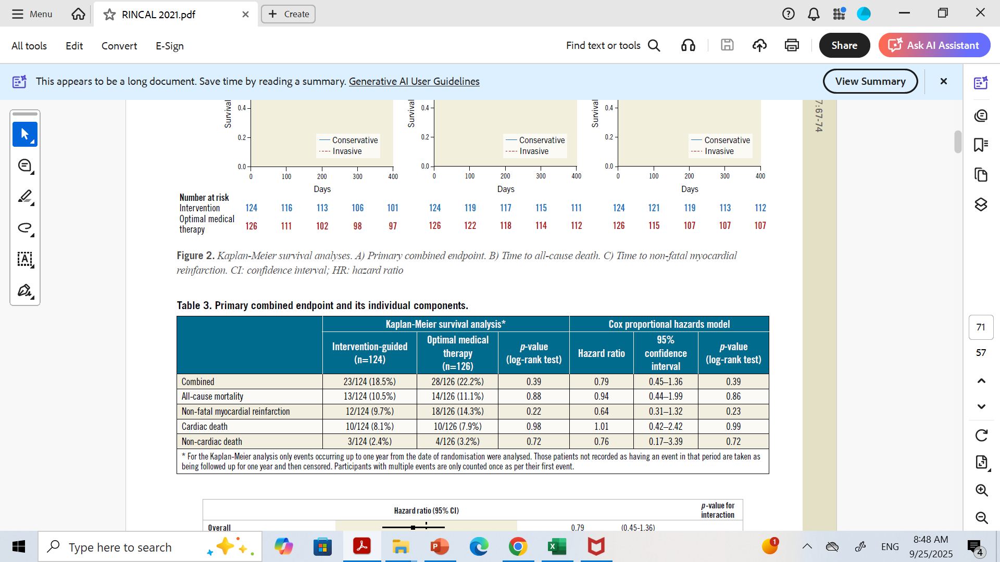 Menu
RINCAL 2021.pdf
Create
All tools
Edit
Convert
E-Sign
Find text or tools
Share
Ask AI Assistant
This appears to be a long document. Save time by reading a summary. Generative AI User Guidelines
View Summary
7:67-74
Survival 0.4 Survival 0.4 Survival 0.4
0.2 0.2 0.2
Conservative Conservative Conservative
Invasive Invasive Invasive
0.0 0.0 0.0
0 100 200 300 400 0 100 200 300 400 0 100 200 300 400
Days Days Days
Number at risk
Intervention 124 116 113 106 101 124 119 117 115 111 124 121 119 113 112
Optimal medical
therapy 126 111 102 98 97 126 122 118 114 112 126 115 107 107 107
Figure 2. Kaplan-Meier survival analyses. A) Primary combined endpoint. B) Time to all-cause death. C) Time to non-fatal myocardial
reinfarction. CI: confidence interval; HR: hazard ratio
Table 3. Primary combined endpoint and its individual components.
Kaplan-Meier survival analysis* Cox proportional hazards model
Intervention-guided
(n=124)
Optimal medical
therapy
(n=126)
p-value
(log-rank test)
Hazard ratio
95%
confidence
interval
p-value
(log-rank test)
Combined 23/124 (18.5%) 28/126 (22.2%) 0.39 0.79 0.45–1.36 0.39
All-cause mortality 13/124 (10.5%) 14/126 (11.1%) 0.88 0.94 0.44–1.99 0.86
Non-fatal myocardial reinfarction 12/124 (9.7%) 18/126 (14.3%) 0.22 0.64 0.31–1.32 0.23
Cardiac death 10/124 (8.1%) 10/126 (7.9%) 0.98 1.01 0.42–2.42 0.99
Non-cardiac death 3/124 (2.4%) 4/126 (3.2%) 0.72 0.76 0.17–3.39 0.72
* For the Kaplan-Meier analysis only events occurring up to one year from the date of randomisation were analysed. Those patients not recorded as having an event in that period are taken as
being followed up for one year and then censored. Participants with multiple events are only counted once as per their first event.
Hazard ratio (95% CI)
p-value for
interaction
Overall 0.79 (0.45-1.36)
71
57
Type here to search
1
ENG
8:48 AM
9/25/2025
4